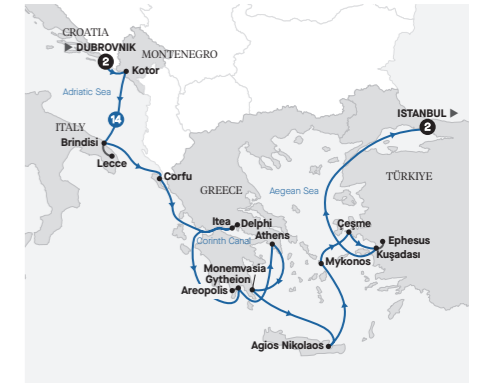 CROATIA
▶ DUBROVNIK
2
MONTENEGRO
Kotor
Adriatic Sea
14
ITALY
Brindisi
Lecce
Corfu
ISTANBUL ▶
2
GREECE
Aegean Sea
TÜRKIYE
Itea
Delphi
Corinth Canal
Athens
Çeşme
Ephesus
Kuşadası
Mykonos
Monemvasia
Gytheion
Areopolis
Agios Nikolaos